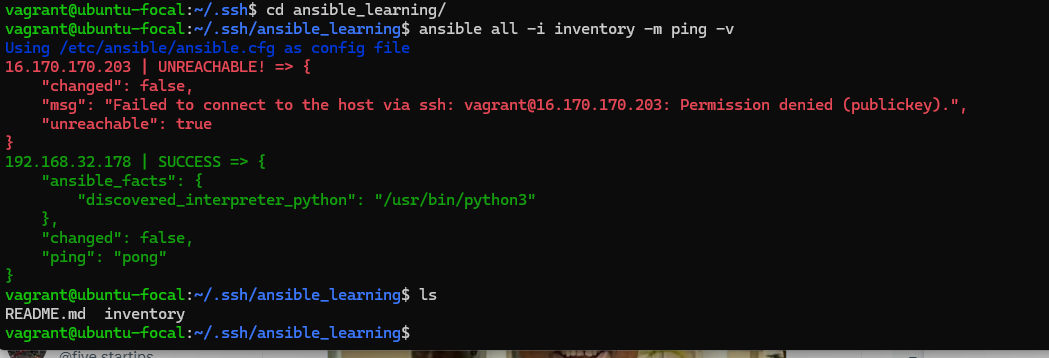 vagrant@ubuntu-focal:~/.ssh$ cd ansible_learning/
vagrant@ubuntu-focal:~/.ssh/ansible_learning$ ansible all -i inventory -m ping -v
Using /etc/ansible/ansible.cfg as config file
16.170.170.203 | UNREACHABLE! => {
    "changed": false,
    "msg": "Failed to connect to the host via ssh: vagrant@16.170.170.203: Permission denied (publickey).",
    "unreachable": true
}
192.168.32.178 | SUCCESS => {
    "ansible_facts": {
        "discovered_interpreter_python": "/usr/bin/python3"
    },
    "changed": false,
    "ping": "pong"
}
vagrant@ubuntu-focal:~/.ssh/ansible_learning$ ls
README.md  inventory
vagrant@ubuntu-focal:~/.ssh/ansible_learning$